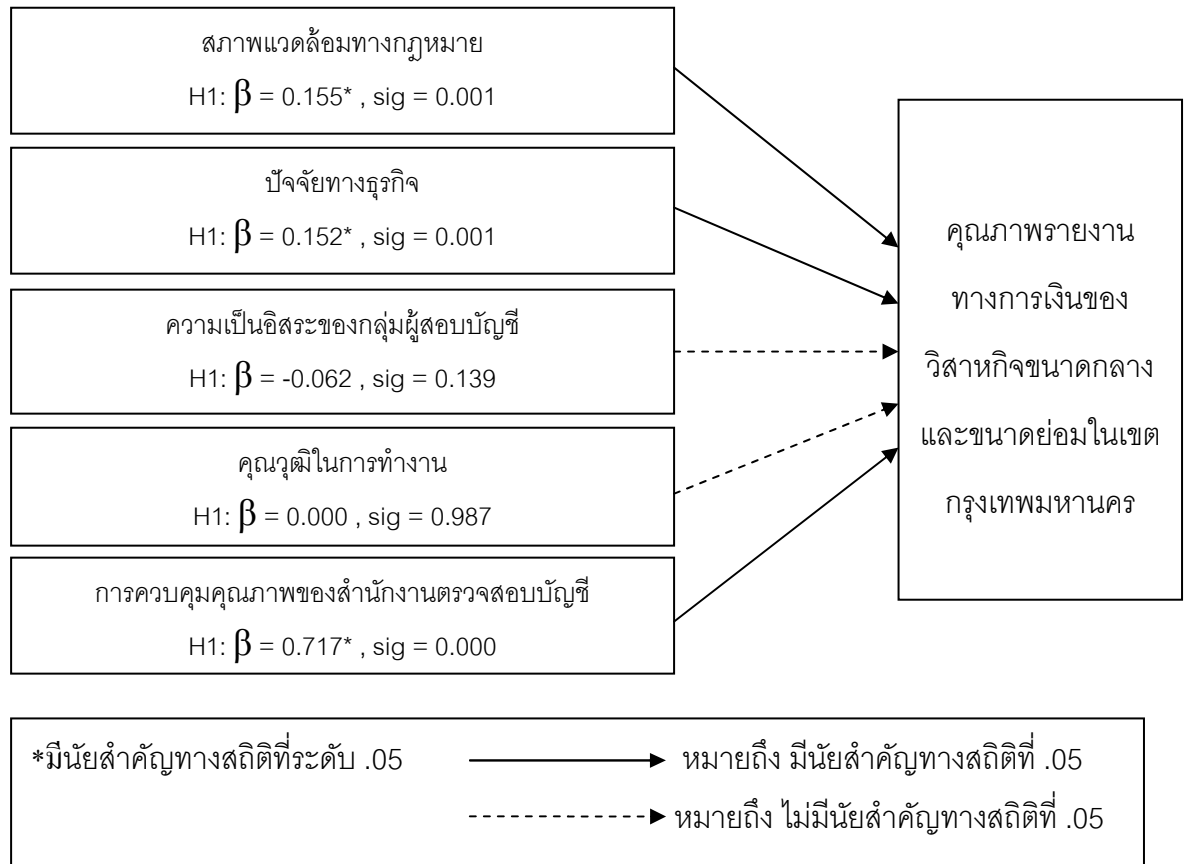 สภาพแวดล้อมทางกฎหมาย
H1: β = 0.155* , sig = 0.001
ปัจจัยทางธุรกิจ
H1: β = 0.152* , sig = 0.001
ความเป็นอิสระของกลุ่มผู้สอบบัญชี
H1: β = -0.062 , sig = 0.139
คุณวุฒิในการทำงาน
H1: β = 0.000 , sig = 0.987
การควบคุมคุณภาพของสำนักงานตรวจสอบบัญชี
H1: β = 0.717* , sig = 0.000
คุณภาพรายงาน
ทางการเงินของ
วิสาหกิจขนาดกลาง
และขนาดย่อมในเขต
กรุงเทพมหานคร
*มีนัยสำคัญทางสถิติที่ระดับ .05 หมายถึง มีนัยสำคัญทางสถิติที่ .05
หมายถึง ไม่มีนัยสำคัญทางสถิติที่ .05